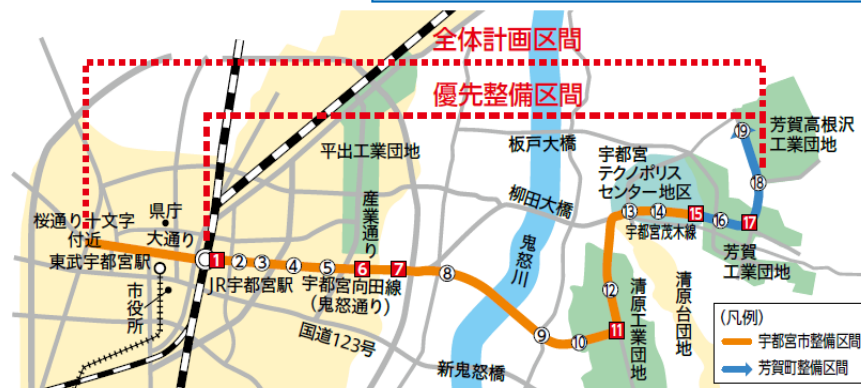 全体計画区間
優先整備区間
平出工業団地
板戸大橋
宇都宮
テクノポリス
センター地区
芳賀高根沢
工業団地
柳田大橋
産業通り
県庁
大通り
桜通り十文字
付近
東武宇都宮駅
市役所
JR宇都宮駅
宇都宮向田線
(鬼怒通り)
国道123号
鬼怒川
新鬼怒橋
清原工業団地
清原台団地
宇都宮茂木線
芳賀
工業団地
1 ② ③ ④ ⑤ 6 7 ⑧ ⑨ ⑩ 11 ⑫ ⑬ ⑭ 15 ⑯ 17 ⑱ ⑲
(凡例)
宇都宮市整備区間
芳賀町整備区間